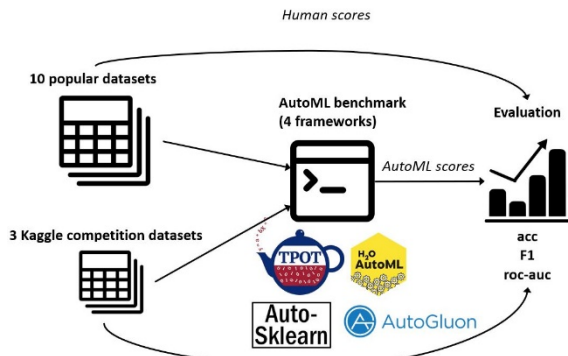 Human scores
10 popular datasets
AutoML benchmark
(4 frameworks)
Evaluation
>_
AutoML scores
3 Kaggle competition datasets
TPOT
H2O
AutoML
acc
F1
roc-auc
Auto-
Sklearn
AutoGluon